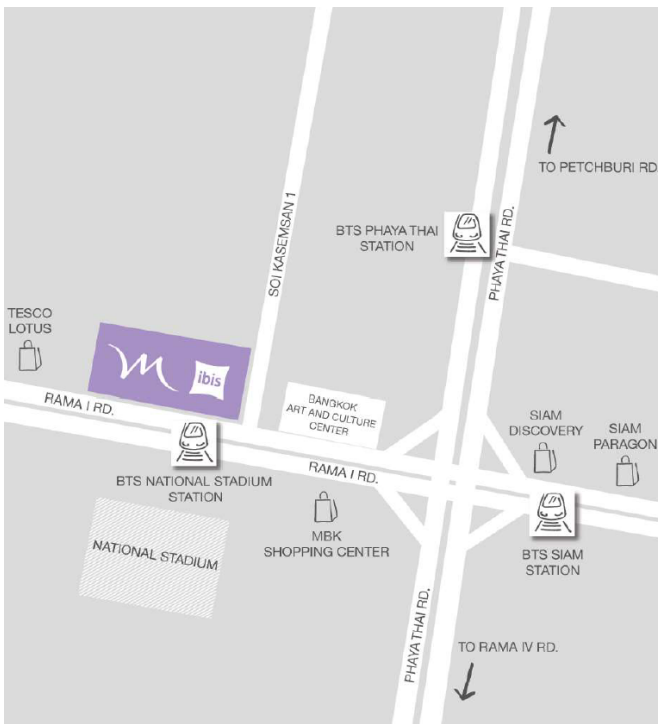 TO PETCHBURI RD.
SOI KASEMSAN 1
BTS PHAYA THAI
STATION
PHAYA THAI RD.
TESCO
LOTUS
ibis
RAMA I RD.
BANGKOK
ART AND CULTURE
CENTER
SIAM
DISCOVERY
SIAM
PARAGON
BTS NATIONAL STADIUM
STATION
RAMA I RD.
MBK
SHOPPING CENTER
NATIONAL STADIUM
BTS SIAM
STATION
PHAYA THAI RD.
TO RAMA IV RD.